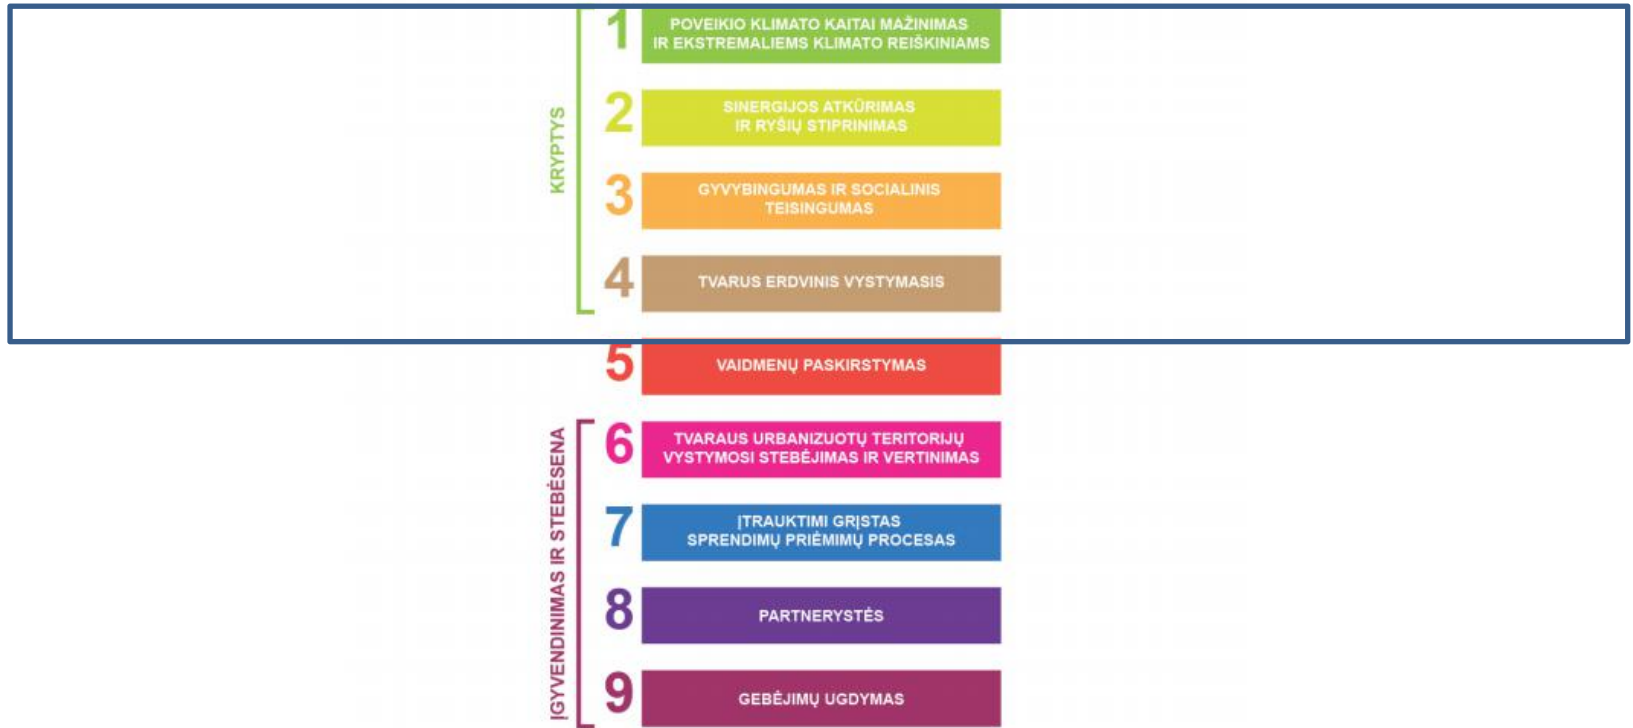 KRYPTYS
1
POVEIKIO KLIMATO KAITAI MAŽINIMAS
IR EKSTREMALIEMS KLIMATO REIŠKINIAMS
2
SINERGIJOS ATKŪRIMAS
IR RYŠIŲ STIPRINIMAS
3
GYVYBINGUMAS IR SOCIALINIS
TEISINGUMAS
4
TVARUS ERDVINIS VYSTYMASIS
5
VAIDMENŲ PASKIRSTYMAS
ĮGYVENDINIMAS IR STEBĖSENA
6
TVARAUS URBANIZUOTŲ TERITORIJŲ
VYSTYMOSI STEBĖJIMAS IR VERTINIMAS
7
ĮTRAUKTIMI GRĮSTAS
SPRENDIMŲ PRIĖMIMŲ PROCESAS
8
PARTNERYSTĖS
9
GEBĖJIMŲ UGDYMAS